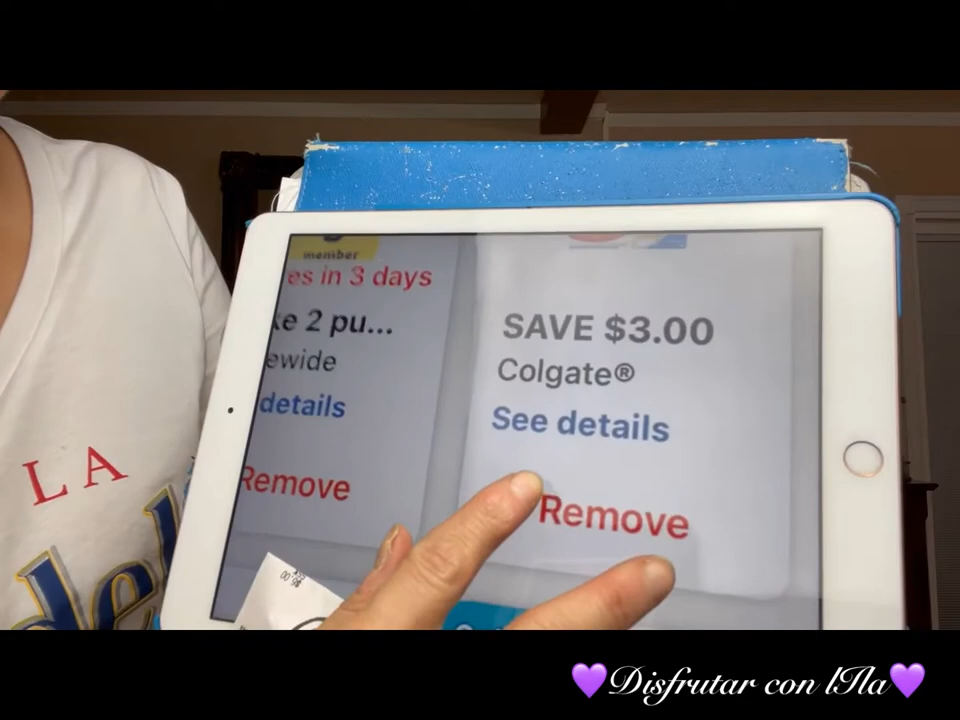 member
es in 3 days
ke 2 pu...
ewide
details
Remove
SAVE $3.00
Colgate®
See details
Remove
L A
del
Disfrutar con lIla